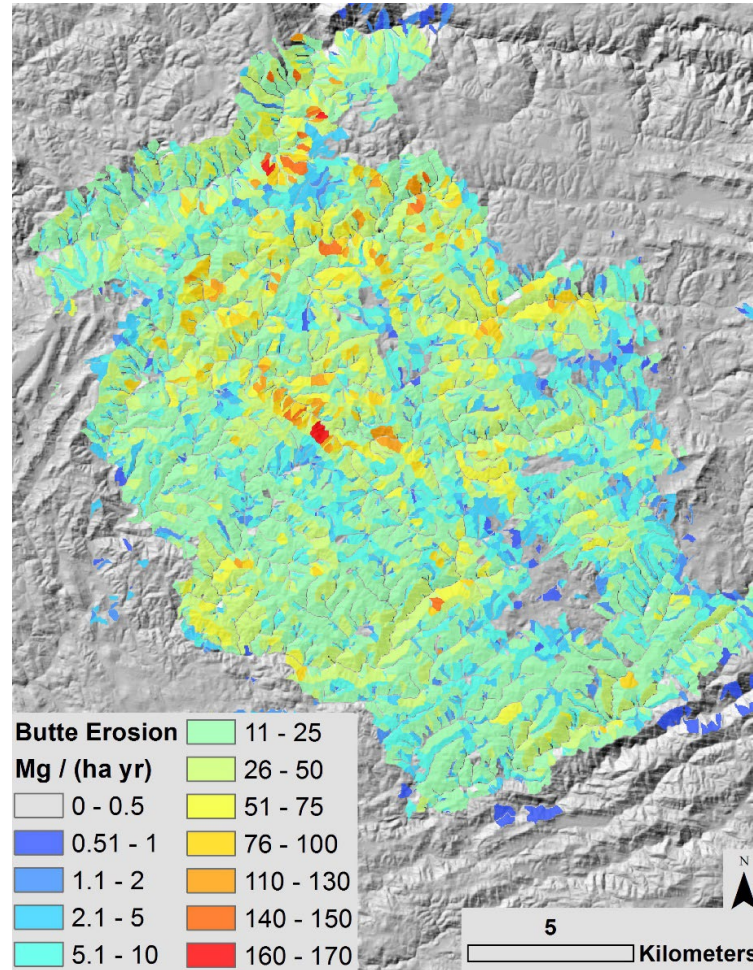 Butte Erosion
Mg / (ha yr)
0 - 0.5
0.51 - 1
1.1 - 2
2.1 - 5
5.1 - 10
11 - 25
26 - 50
51 - 75
76 - 100
110 - 130
140 - 150
160 - 170
N
5
Kilometers